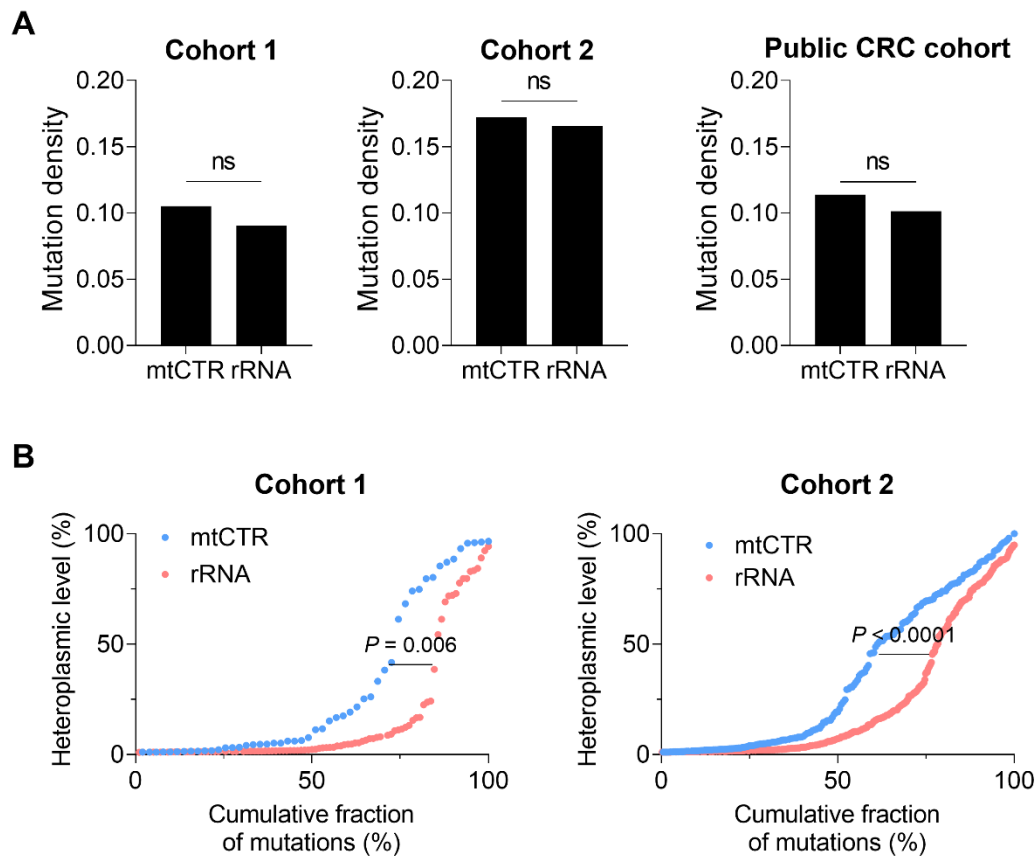 A
Cohort 1
Cohort 2
Public CRC cohort
Mutation density
0.20
0.15
0.10
0.05
0.00
ns
mtCTR rRNA
Mutation density
0.20
0.15
0.10
0.05
0.00
ns
mtCTR rRNA
Mutation density
0.20
0.15
0.10
0.05
0.00
ns
mtCTR rRNA
B
Cohort 1
Heteroplasmic level (%)
100
50
0
mtCTR
rRNA
P = 0.006
0 50 100
Cumulative fraction
of mutations (%)
Cohort 2
Heteroplasmic level (%)
100
50
0
mtCTR
rRNA
P < 0.0001
0 50 100
Cumulative fraction
of mutations (%)